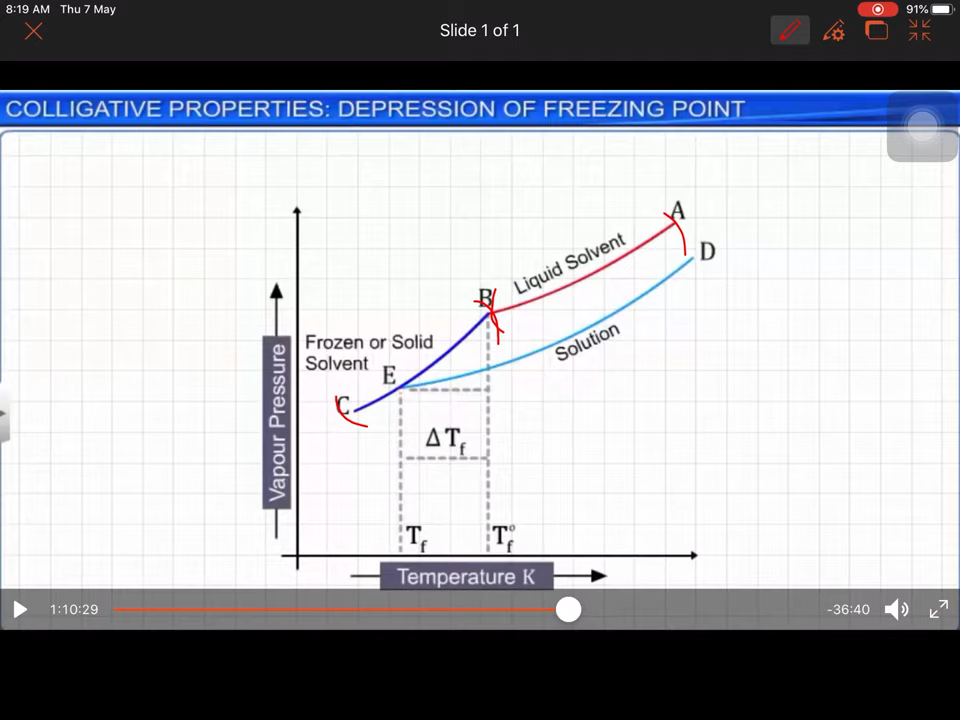 8:19 AM Thu 7 May
91%
Slide 1 of 1
COLLIGATIVE PROPERTIES: DEPRESSION OF FREEZING POINT
A
D
Liquid Solvent
B
Frozen or Solid
Solvent
Solution
E
C
Vapour Pressure
ΔTf
Tf
Tf°
Temperature K
1:10:29
-36:40